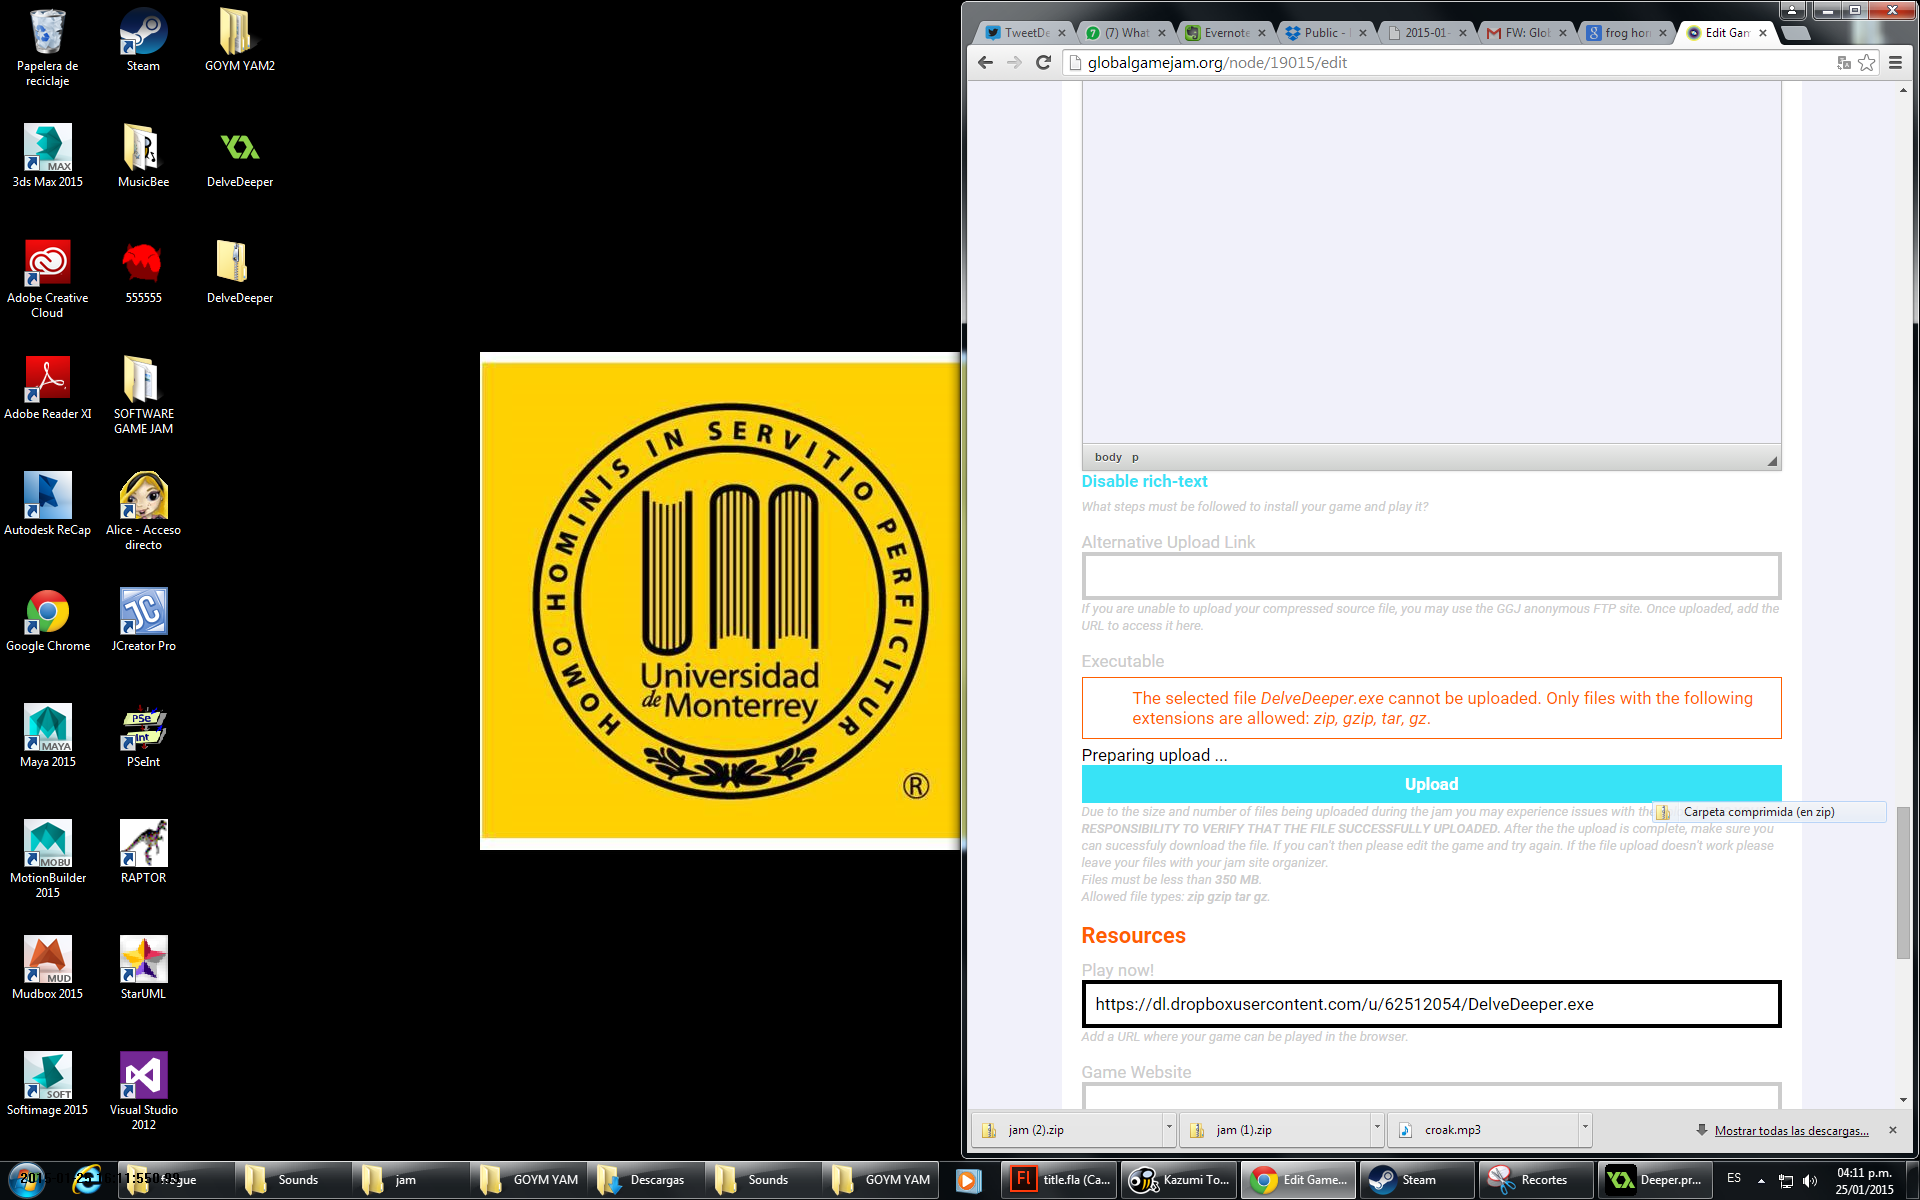 Papelera de
reciclaje
Steam
GOYM YAM2
MAX
3ds Max 2015
MusicBee
DelveDeeper
Adobe Creative
Cloud
555555
DelveDeeper
Adobe Reader XI
SOFTWARE
GAME JAM
Autodesk ReCap
Alice - Acceso
directo
Google Chrome
JC
JCreator Pro
MAYA
Maya 2015
PSe
Int
PSeInt
MOBU
MotionBuilder
2015
RAPTOR
MUD
Mudbox 2015
StarUML
SOFT
Softimage 2015
Visual Studio
2012
HOMO HOMINIS IN SERVITIO PERFICITUR
Universidad
de Monterrey
®
TweetDe
(7) What
Evernote
Public -
2015-01-
FW: Glob
frog hor
Edit Gam
globalgamejam.org/node/19015/edit
body p
Disable rich-text
What steps must be followed to install your game and play it?
Alternative Upload Link
If you are unable to upload your compressed source file, you may use the GGJ anonymous FTP site. Once uploaded, add the
URL to access it here.
Executable
The selected file DelveDeeper.exe cannot be uploaded. Only files with the following
extensions are allowed: zip, gzip, tar, gz.
Preparing upload ...
Upload
Due to the size and number of files being uploaded during the jam you may experience issues with the
Carpeta comprimida (en zip)
RESPONSIBILITY TO VERIFY THAT THE FILE SUCCESSFULLY UPLOADED. After the the upload is complete, make sure you
can sucessfuly download the file. If you can't then please edit the game and try again. If the file upload doesn't work please
leave your files with your jam site organizer.
Files must be less than 350 MB.
Allowed file types: zip gzip tar gz.
Resources
Play now!
https://dl.dropboxusercontent.com/u/62512054/DelveDeeper.exe
Add a URL where your game can be played in the browser.
Game Website
jam (2).zip
jam (1).zip
croak.mp3
Mostrar todas las descargas...
Sounds
jam
GOYM YAM
Descargas
Sounds
GOYM YAM
Fl
title.fla (Ca...
Kazumi To...
Edit Game...
Steam
Recortes
Deeper.pr...
ES
04:11 p.m.
25/01/2015